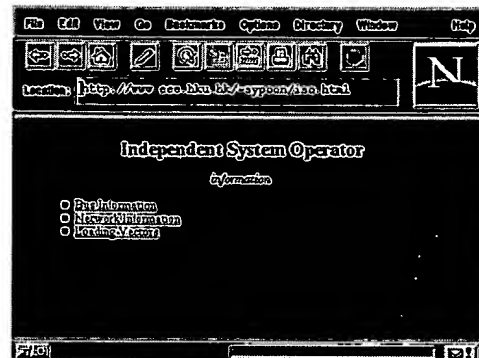 File Edit View Go Bookmarks Options Directory Window Help
N
Location: http://www.eee.hku.hk/~aypoon/iso.html
Independent System Operator
information
Bus Information
Network Information
Loading Vectors